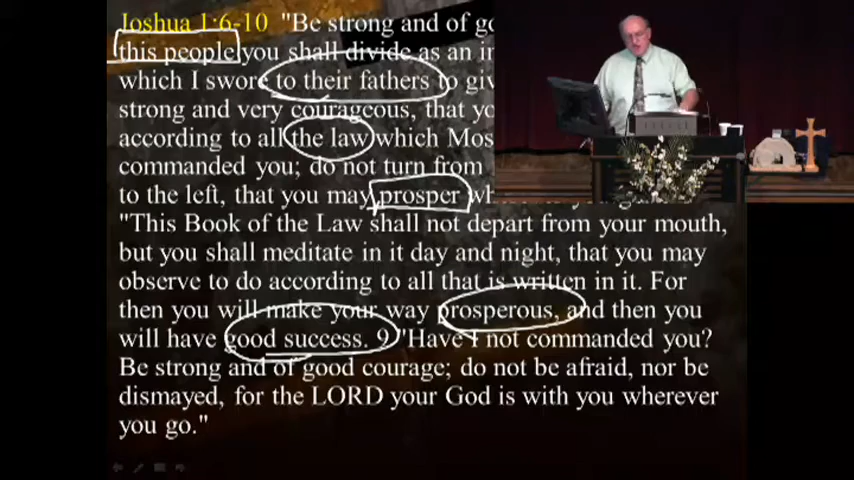 Joshua 1:6-10 "Be strong and of
this people you shall divide as an
which I swore to their fathers to
strong and very courageous, that
according to all the law which
commanded you; do not turn from
to the left, that you may prosper
"This Book of the Law shall not depart from your mouth,
but you shall meditate in it day and night, that you may
observe to do according to all that is written in it. For
then you will make your way prosperous, and then you
will have good success. 9 "Have I not commanded you?
Be strong and of good courage; do not be afraid, nor be
dismayed, for the LORD your God is with you wherever
you go."